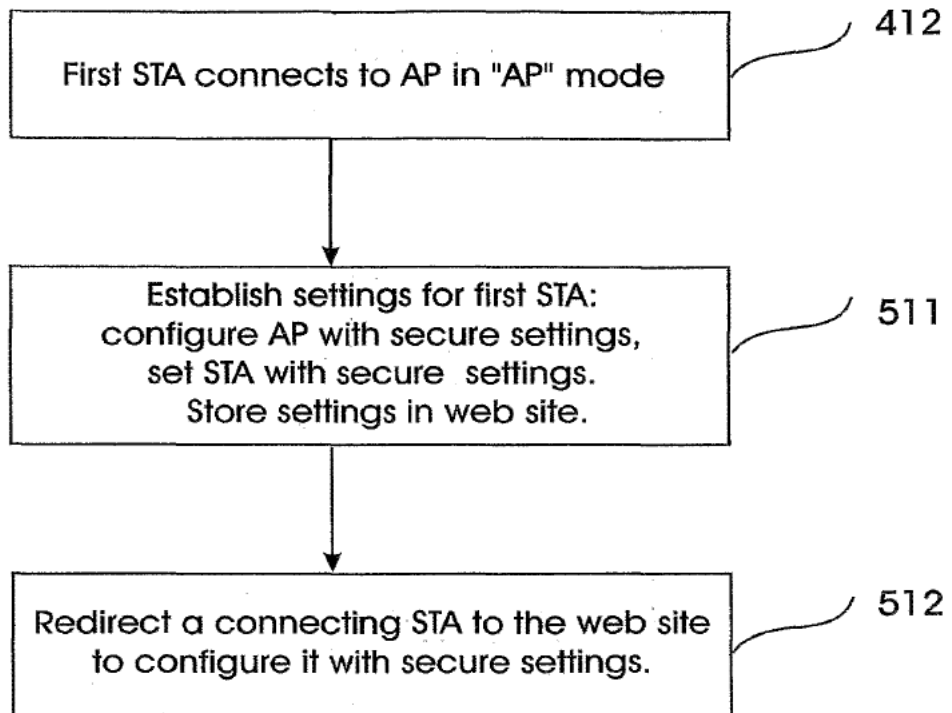 412
First STA connects to AP in "AP" mode
Establish settings for first STA:
configure AP with secure settings,
set STA with secure settings.
Store settings in web site.
511
Redirect a connecting STA to the web site
to configure it with secure settings.
512